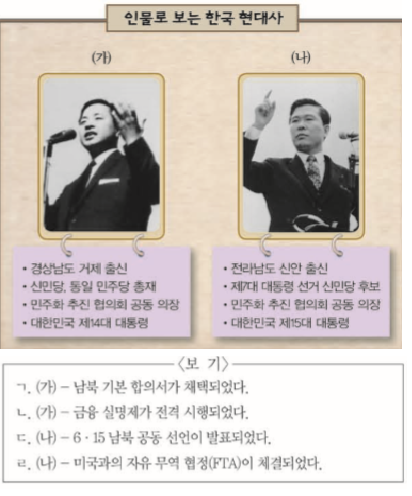 인물로 보는 한국 현대사
(가)
(나)
• 경상남도 거제 출신
• 신민당, 통일 민주당 총재
• 민주화 추진 협의회 공동 의장
• 대한민국 제14대 대통령
• 전라남도 신안 출신
• 제7대 대통령 선거 신민당 후보
• 민주화 추진 협의회 공동 의장
• 대한민국 제15대 대통령
〈보 기〉
ㄱ. (가) - 남북 기본 합의서가 채택되었다.
ㄴ. (가) - 금융 실명제가 전격 시행되었다.
ㄷ. (나) - 6·15 남북 공동 선언이 발표되었다.
ㄹ. (나) - 미국과의 자유 무역 협정(FTA)이 체결되었다.